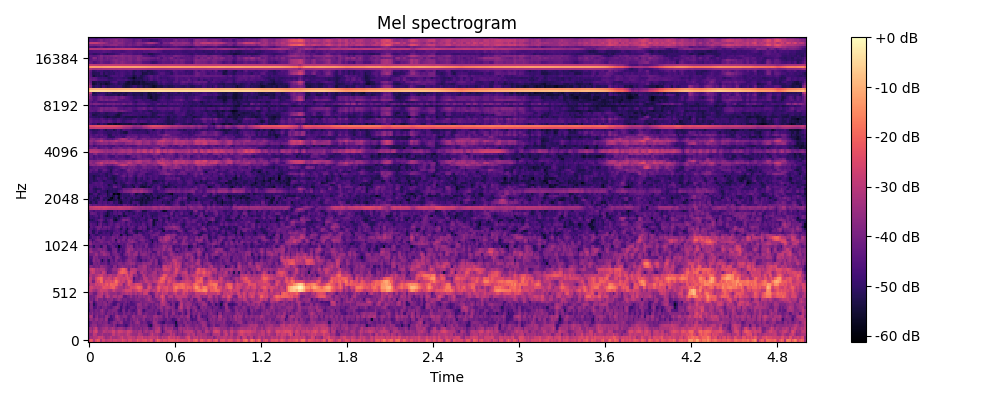 Mel spectrogram
Hz
16384
8192
4096
2048
1024
512
0
0 0.6 1.2 1.8 2.4 3 3.6 4.2 4.8
Time
+0 dB
-10 dB
-20 dB
-30 dB
-40 dB
-50 dB
-60 dB